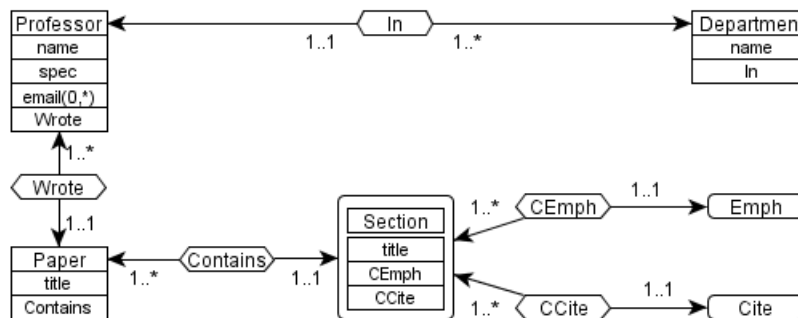 Professor
name
spec
email(0,*)
Wrote
In
1..1
1..*
Departmen
name
In
1..*
Wrote
1..1
Paper
title
Contains
1..*
Contains
1..1
Section
title
CEmph
CCite
1..*
CEmph
1..1
Emph
1..*
CCite
1..1
Cite